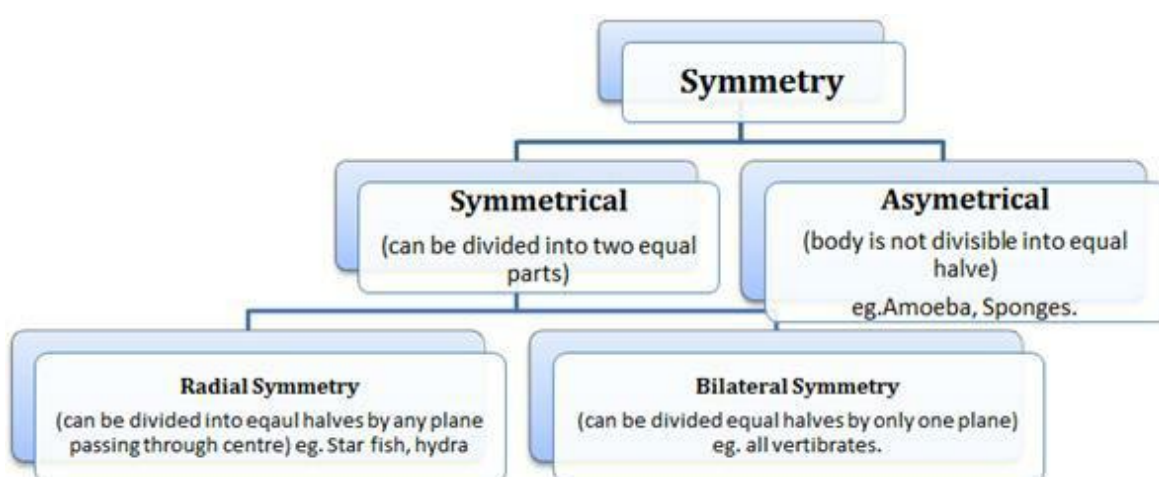 Symmetry
Symmetrical
(can be divided into two equal
parts)
Asymetrical
(body is not divisible into equal
halve)
eg.Amoeba, Sponges.
Radial Symmetry
(can be divided into eqaul halves by any plane
passing through centre) eg. Star fish, hydra
Bilateral Symmetry
(can be divided equal halves by only one plane)
eg. all vertibrates.